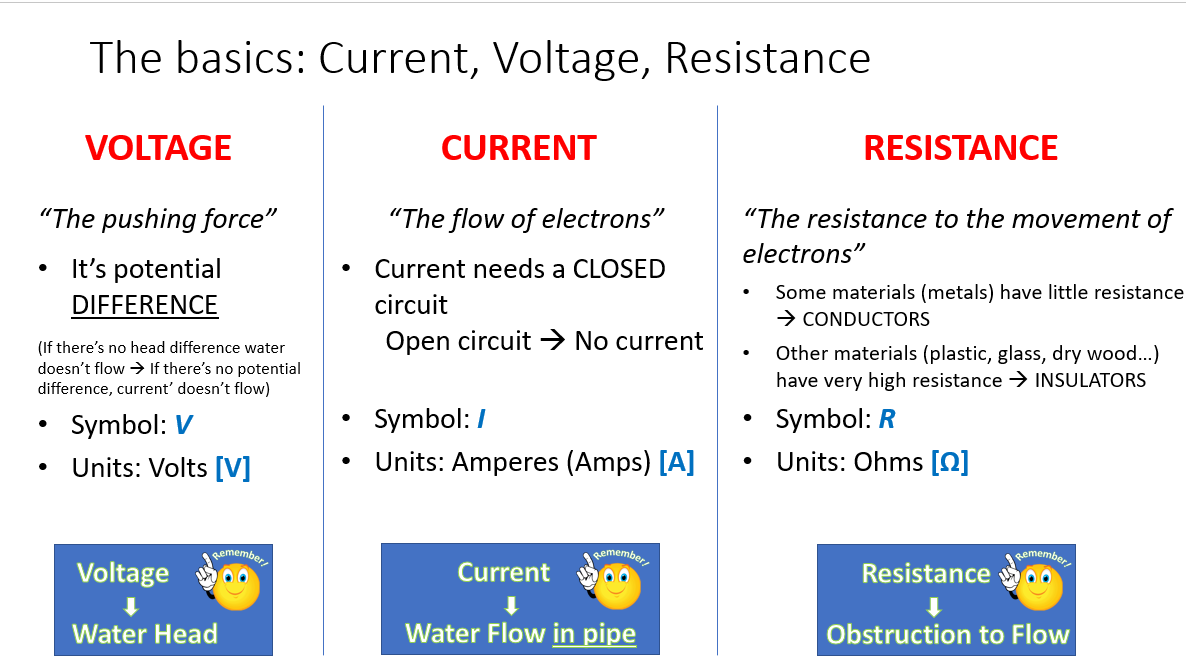 The basics: Current, Voltage, Resistance
VOLTAGE
“The pushing force”
• It’s potential
DIFFERENCE
(If there’s no head difference water
doesn’t flow → If there’s no potential
difference, current’ doesn’t flow)
• Symbol: V
• Units: Volts [V]
Remember!
Voltage
Water Head
CURRENT
“The flow of electrons”
• Current needs a CLOSED
circuit
Open circuit → No current
• Symbol: I
• Units: Amperes (Amps) [A]
Remember!
Current
Water Flow in pipe
RESISTANCE
“The resistance to the movement of
electrons”
• Some materials (metals) have little resistance
→ CONDUCTORS
• Other materials (plastic, glass, dry wood…)
have very high resistance → INSULATORS
• Symbol: R
• Units: Ohms [Ω]
Remember!
Resistance
Obstruction to Flow